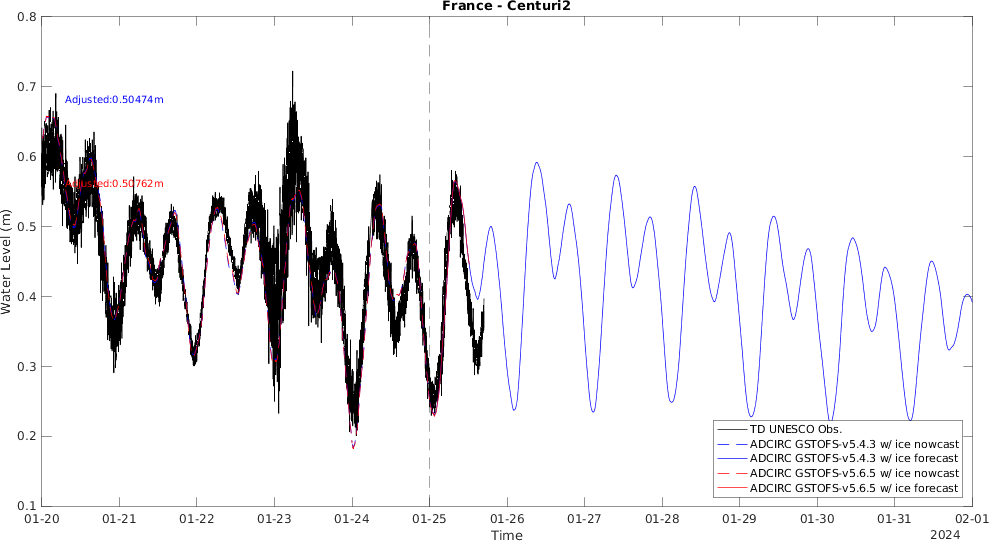 France - Centuri2
0.8
0.7
0.6
0.5
0.4
0.3
0.2
0.1
Water Level (m)
Adjusted:0.50474m
Adjusted:0.50762m
TD UNESCO Obs.
ADCIRC GSTOFS-v5.4.3 w/ ice nowcast
ADCIRC GSTOFS-v5.4.3 w/ ice forecast
ADCIRC GSTOFS-v5.6.5 w/ ice nowcast
ADCIRC GSTOFS-v5.6.5 w/ ice forecast
01-20 01-21 01-22 01-23 01-24 01-25 01-26 01-27 01-28 01-29 01-30 01-31 02-01
Time
2024